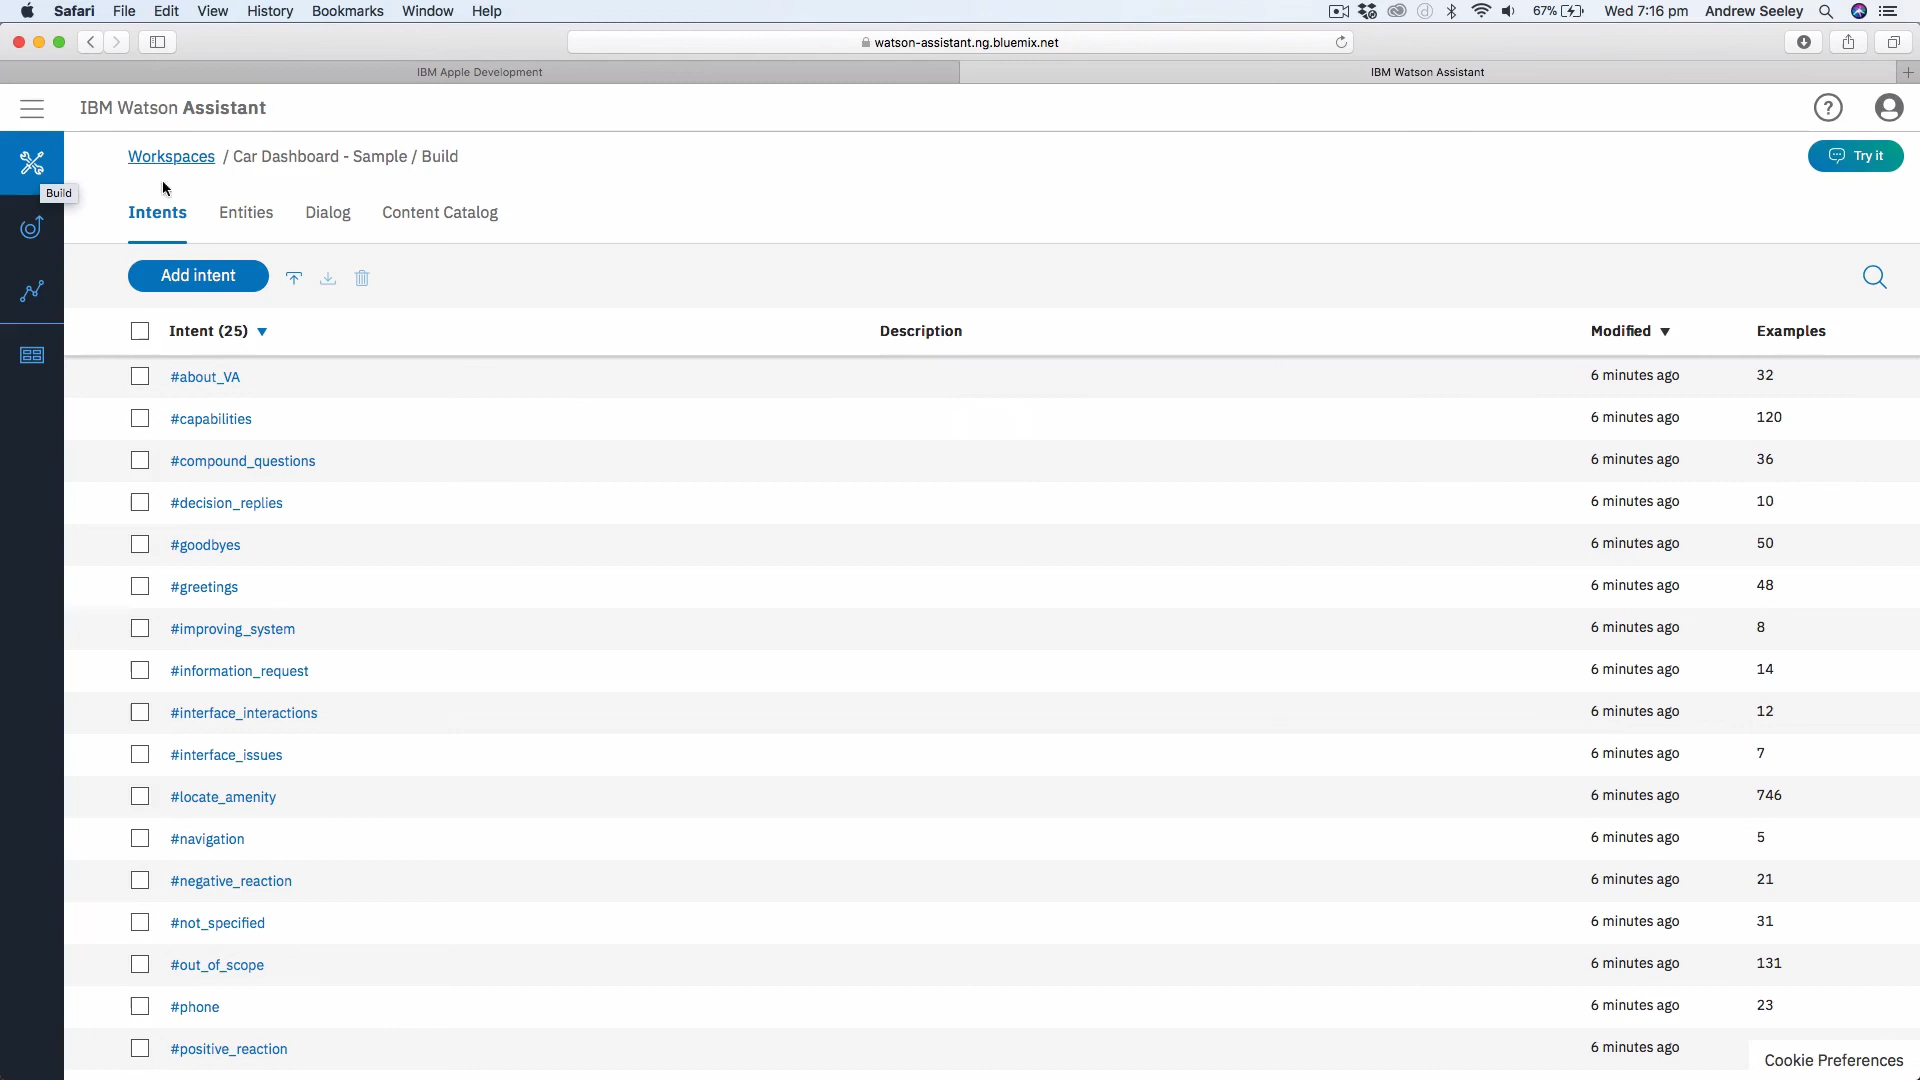 Safari File Edit View History Bookmarks Window Help 67% Wed 7:16 pm Andrew Seeley
watson-assistant.ng.bluemix.net
IBM Apple Development IBM Watson Assistant
IBM Watson Assistant
Workspaces / Car Dashboard - Sample / Build
Try it
Build
Intents Entities Dialog Content Catalog
Add intent
Intent (25) Description Modified Examples
#about_VA 6 minutes ago 32
#capabilities 6 minutes ago 120
#compound_questions 6 minutes ago 36
#decision_replies 6 minutes ago 10
#goodbyes 6 minutes ago 50
#greetings 6 minutes ago 48
#improving_system 6 minutes ago 8
#information_request 6 minutes ago 14
#interface_interactions 6 minutes ago 12
#interface_issues 6 minutes ago 7
#locate_amenity 6 minutes ago 746
#navigation 6 minutes ago 5
#negative_reaction 6 minutes ago 21
#not_specified 6 minutes ago 31
#out_of_scope 6 minutes ago 131
#phone 6 minutes ago 23
#positive_reaction 6 minutes ago
Cookie Preferences